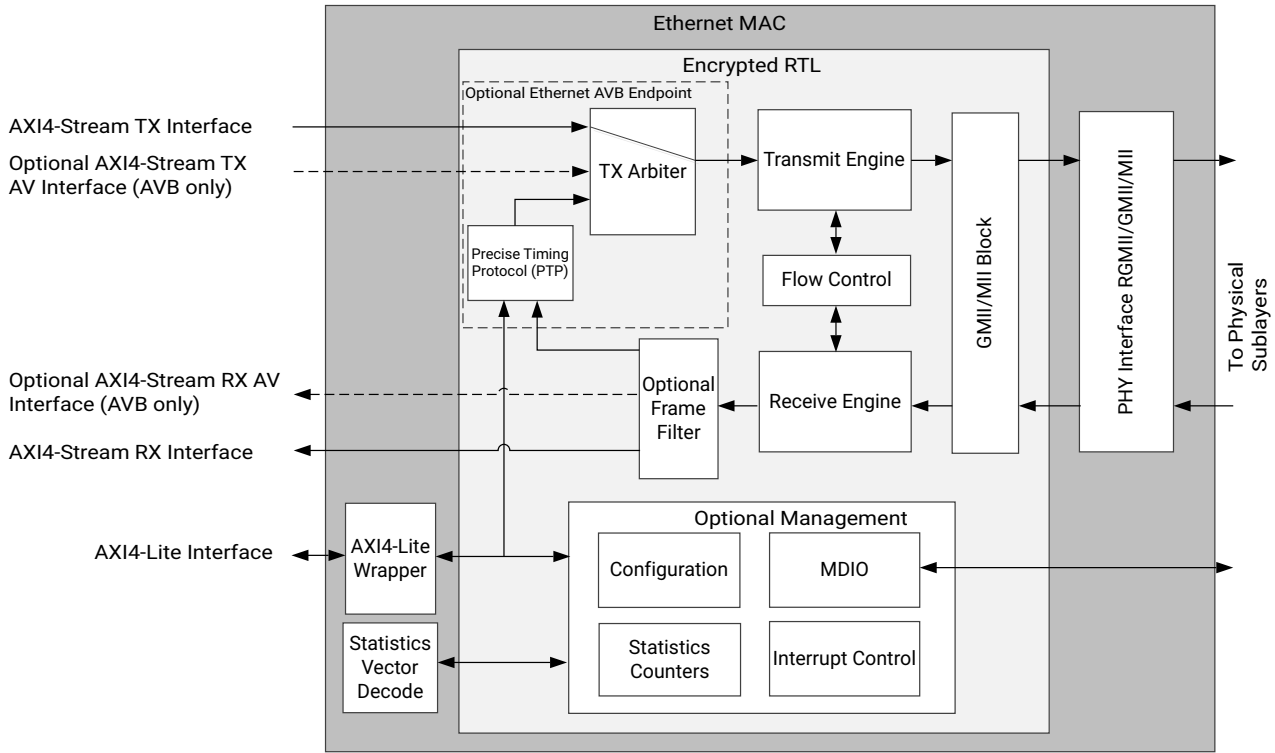 Ethernet MAC
Encrypted RTL
Optional Ethernet AVB Endpoint
AXI4-Stream TX Interface
Optional AXI4-Stream TX
AV Interface (AVB only)
TX Arbiter
Transmit Engine
Precise Timing
Protocol (PTP)
Flow Control
GMII/MII Block
PHY Interface RGMII/GMII/MII
To Physical
Sublayers
Optional AXI4-Stream RX AV
Interface (AVB only)
Optional
Frame
Filter
Receive Engine
AXI4-Stream RX Interface
Optional Management
AXI4-Lite Interface
AXI4-Lite
Wrapper
Configuration
MDIO
Statistics
Vector
Decode
Statistics
Counters
Interrupt Control